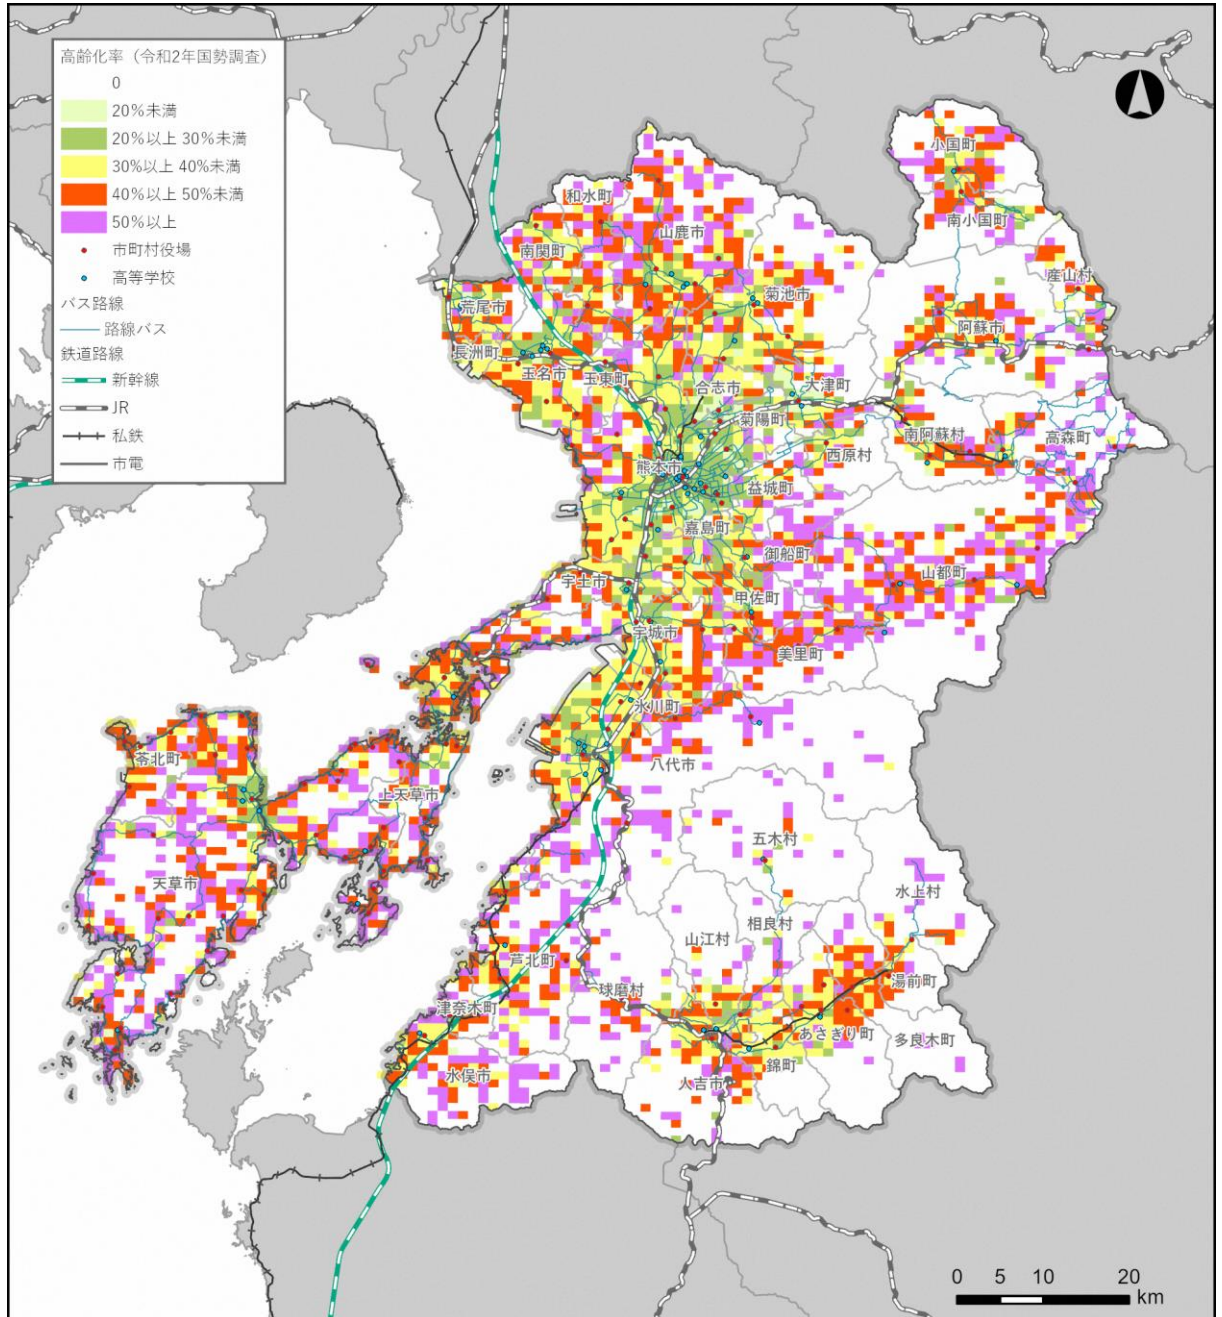 高齢化率（令和2年国勢調査）
0
20％未満
20％以上 30％未満
30％以上 40％未満
40％以上 50％未満
50％以上
市町村役場
高等学校
バス路線
路線バス
鉄道路線
新幹線
JR
私鉄
市電
小国町
南小国町
和水町
山鹿市
南関町
産山村
菊池市
荒尾市
阿蘇市
長洲町
玉名市
玉東町
合志市
大津町
菊陽町
南阿蘇村
高森町
西原村
熊本市
益城町
嘉島町
御船町
山都町
宇土市
甲佐町
宇城市
美里町
氷川町
苓北町
八代市
上天草市
五木村
天草市
水上村
相良村
山江村
芦北町
湯前町
球磨村
津奈木町
あさぎり町
多良木町
錦町
水俣市
人吉市
0 5 10 20
km